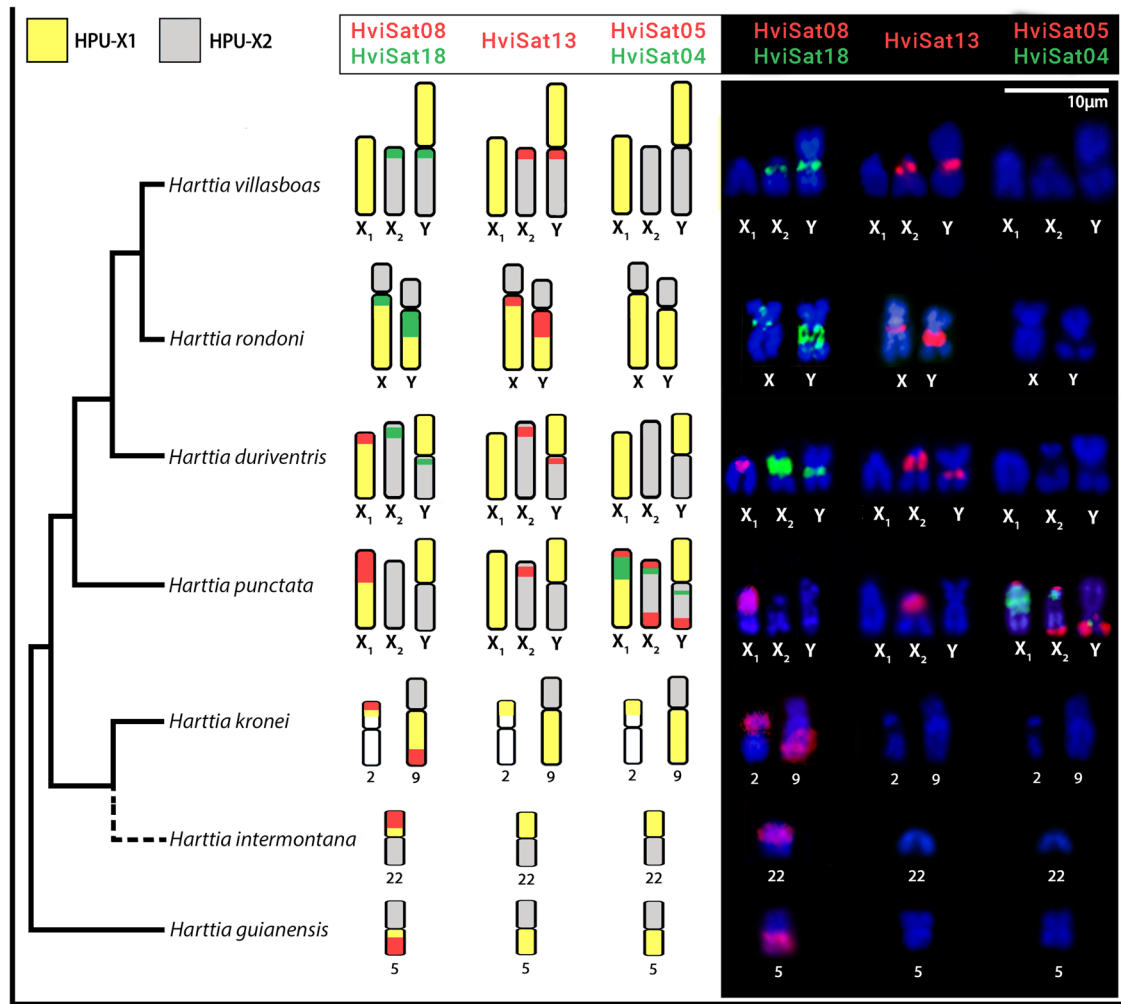 HPU-X1 HPU-X2
HviSat08 HviSat13 HviSat05 HviSat08 HviSat13 HviSat05
HviSat18 HviSat04 HviSat18 HviSat04
10µm
Harttia villasboas
X1 X2 Y X1 X2 Y X1 X2 Y X1 X2 Y X1 X2 Y X1 X2 Y
Harttia rondoni
X Y X Y X Y X Y X Y X Y
Harttia duriventris
X1 X2 Y X1 X2 Y X1 X2 Y X1 X2 Y X1 X2 Y X1 X2 Y
Harttia punctata
X1 X2 Y X1 X2 Y X1 X2 Y X1 X2 Y X1 X2 Y X1 X2 Y
Harttia kronei
2 9 2 9 2 9 2 9 2 9 2 9
Harttia intermontana
22 22 22 22 22 22
Harttia guianensis
5 5 5 5 5 5